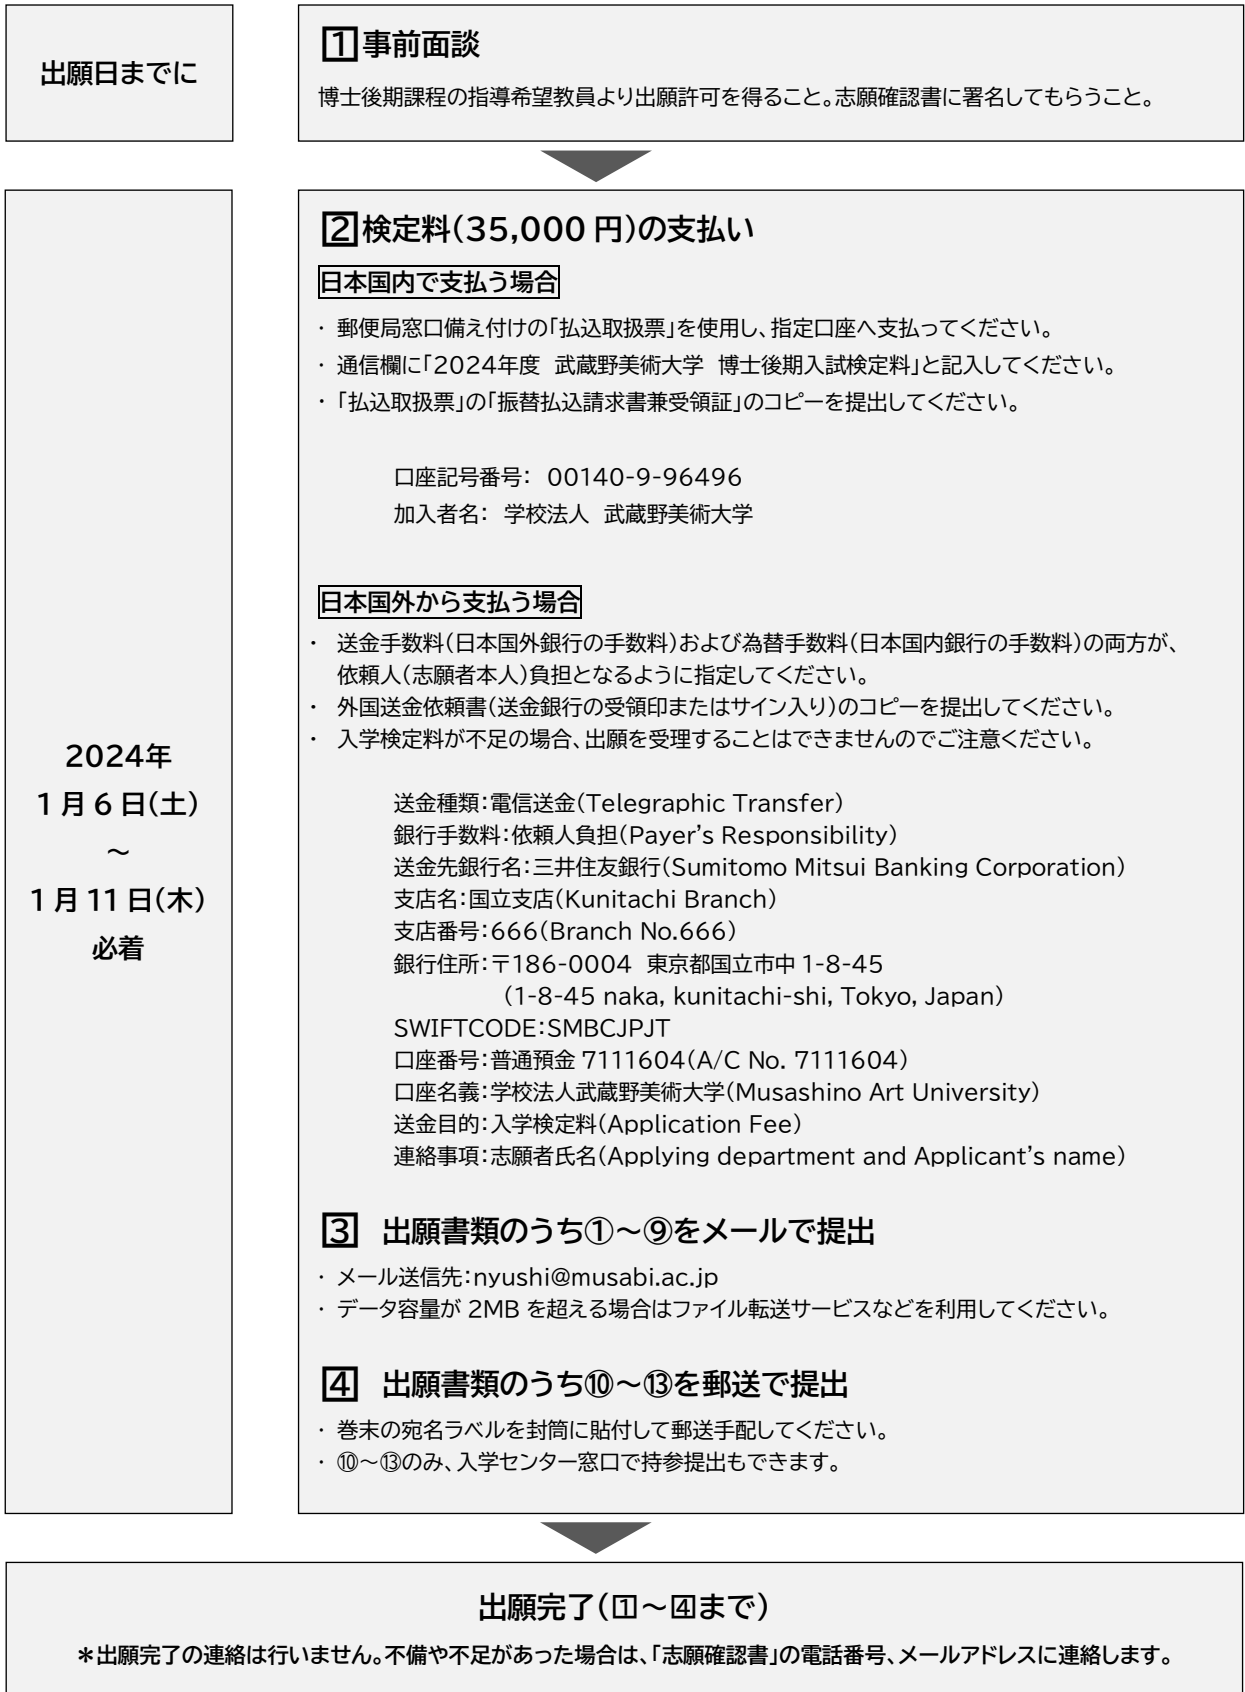 出願日までに
1 事前面談
博士後期課程の指導希望教員より出願許可を得ること。志願確認書に署名してもらうこと。
2024年
1月6日(土)
～
1月11日(木)
必着
2 検定料(35,000円)の支払い
日本国内で支払う場合
・ 郵便局窓口備え付けの「払込取扱票」を使用し、指定口座へ支払ってください。
・ 通信欄に「2024年度 武蔵野美術大学 博士後期入試検定料」と記入してください。
・「払込取扱票」の「振替払込請求書兼受領証」のコピーを提出してください。
口座記号番号： 00140-9-96496
加入者名： 学校法人 武蔵野美術大学
日本国外から支払う場合
・ 送金手数料(日本国外銀行の手数料)および為替手数料(日本国内銀行の手数料)の両方が、
依頼人(志願者本人)負担となるように指定してください。
・ 外国送金依頼書(送金銀行の受領印またはサイン入り)のコピーを提出してください。
・ 入学検定料が不足の場合、出願を受理することはできませんのでご注意ください。
送金種類：電信送金(Telegraphic Transfer)
銀行手数料：依頼人負担(Payer's Responsibility)
送金先銀行名：三井住友銀行(Sumitomo Mitsui Banking Corporation)
支店名：国立支店(Kunitachi Branch)
支店番号：666(Branch No.666)
銀行住所：〒186-0004 東京都国立市中1-8-45
(1-8-45 naka, kunitachi-shi, Tokyo, Japan)
SWIFTCODE：SMBCJPJT
口座番号：普通預金 7111604(A/C No. 7111604)
口座名義：学校法人武蔵野美術大学(Musashino Art University)
送金目的：入学検定料(Application Fee)
連絡事項：志願者氏名(Applying department and Applicant's name)
3 出願書類のうち①～⑨をメールで提出
・ メール送信先：nyushi@musabi.ac.jp
・ データ容量が 2MB を超える場合はファイル転送サービスなどを利用してください。
4 出願書類のうち⑩～⑬を郵送で提出
・ 巻末の宛名ラベルを封筒に貼付して郵送手配してください。
・ ⑩～⑬のみ、入学センター窓口で持参提出もできます。
出願完了(1～4まで)
＊出願完了の連絡は行いません。不備や不足があった場合は、「志願確認書」の電話番号、メールアドレスに連絡します。